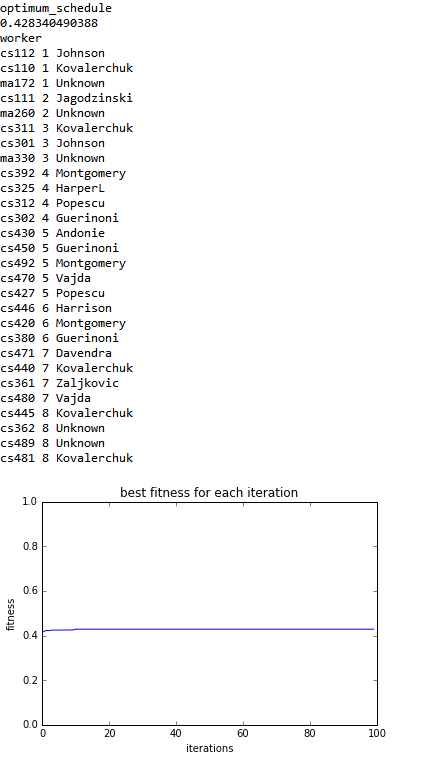 optimum_schedule
0.428340490388
worker
cs112 1 Johnson
cs110 1 Kovalerchuk
ma172 1 Unknown
cs111 2 Jagodzinski
ma260 2 Unknown
cs311 3 Kovalerchuk
cs301 3 Johnson
ma330 3 Unknown
cs392 4 Montgomery
cs325 4 HarperL
cs312 4 Popescu
cs302 4 Guerinoni
cs430 5 Andonie
cs450 5 Guerinoni
cs492 5 Montgomery
cs470 5 Vajda
cs427 5 Popescu
cs446 6 Harrison
cs420 6 Montgomery
cs380 6 Guerinoni
cs471 7 Davendra
cs440 7 Kovalerchuk
cs361 7 Zaljkovic
cs480 7 Vajda
cs445 8 Kovalerchuk
cs362 8 Unknown
cs489 8 Unknown
cs481 8 Kovalerchuk
best fitness for each iteration
1.0
0.8
0.6
fitness
0.4
0.2
0.0
0 20 40 60 80 100
iterations